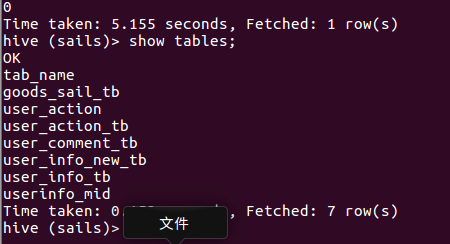 0
Time taken: 5.155 seconds, Fetched: 1 row(s)
hive (sails)> show tables;
OK
tab_name
goods_sail_tb
user_action
user_action_tb
user_comment_tb
user_info_new_tb
user_info_tb
userinfo_mid
Time taken: , Fetched: 7 row(s)
hive (sails)>
文件